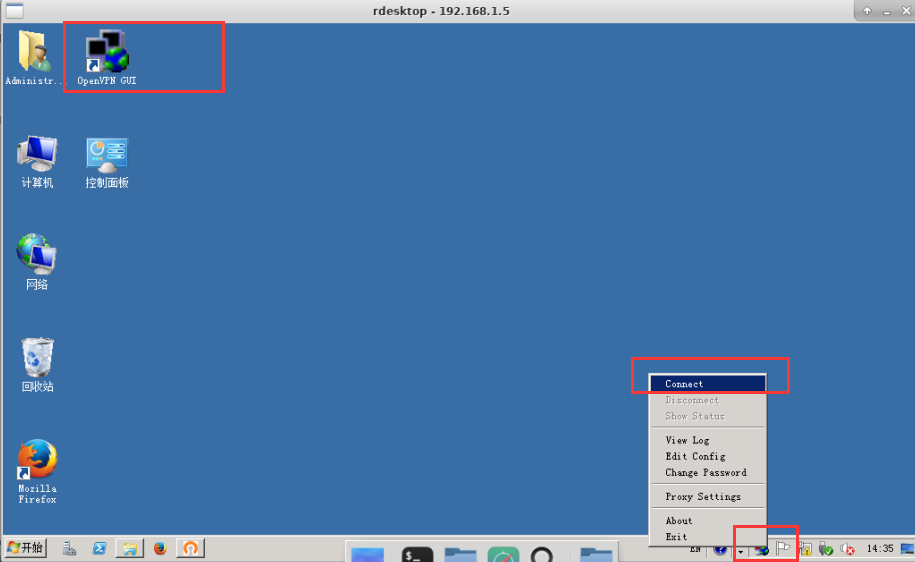 rdesktop - 192.168.1.5
Administr...
OpenVPN GUI
计算机
控制面板
网络
回收站
Mozilla
Firefox
Connect
Disconnect
Show Status
View Log
Edit Config
Change Password
Proxy Settings
About
Exit
开始
EN
14:35